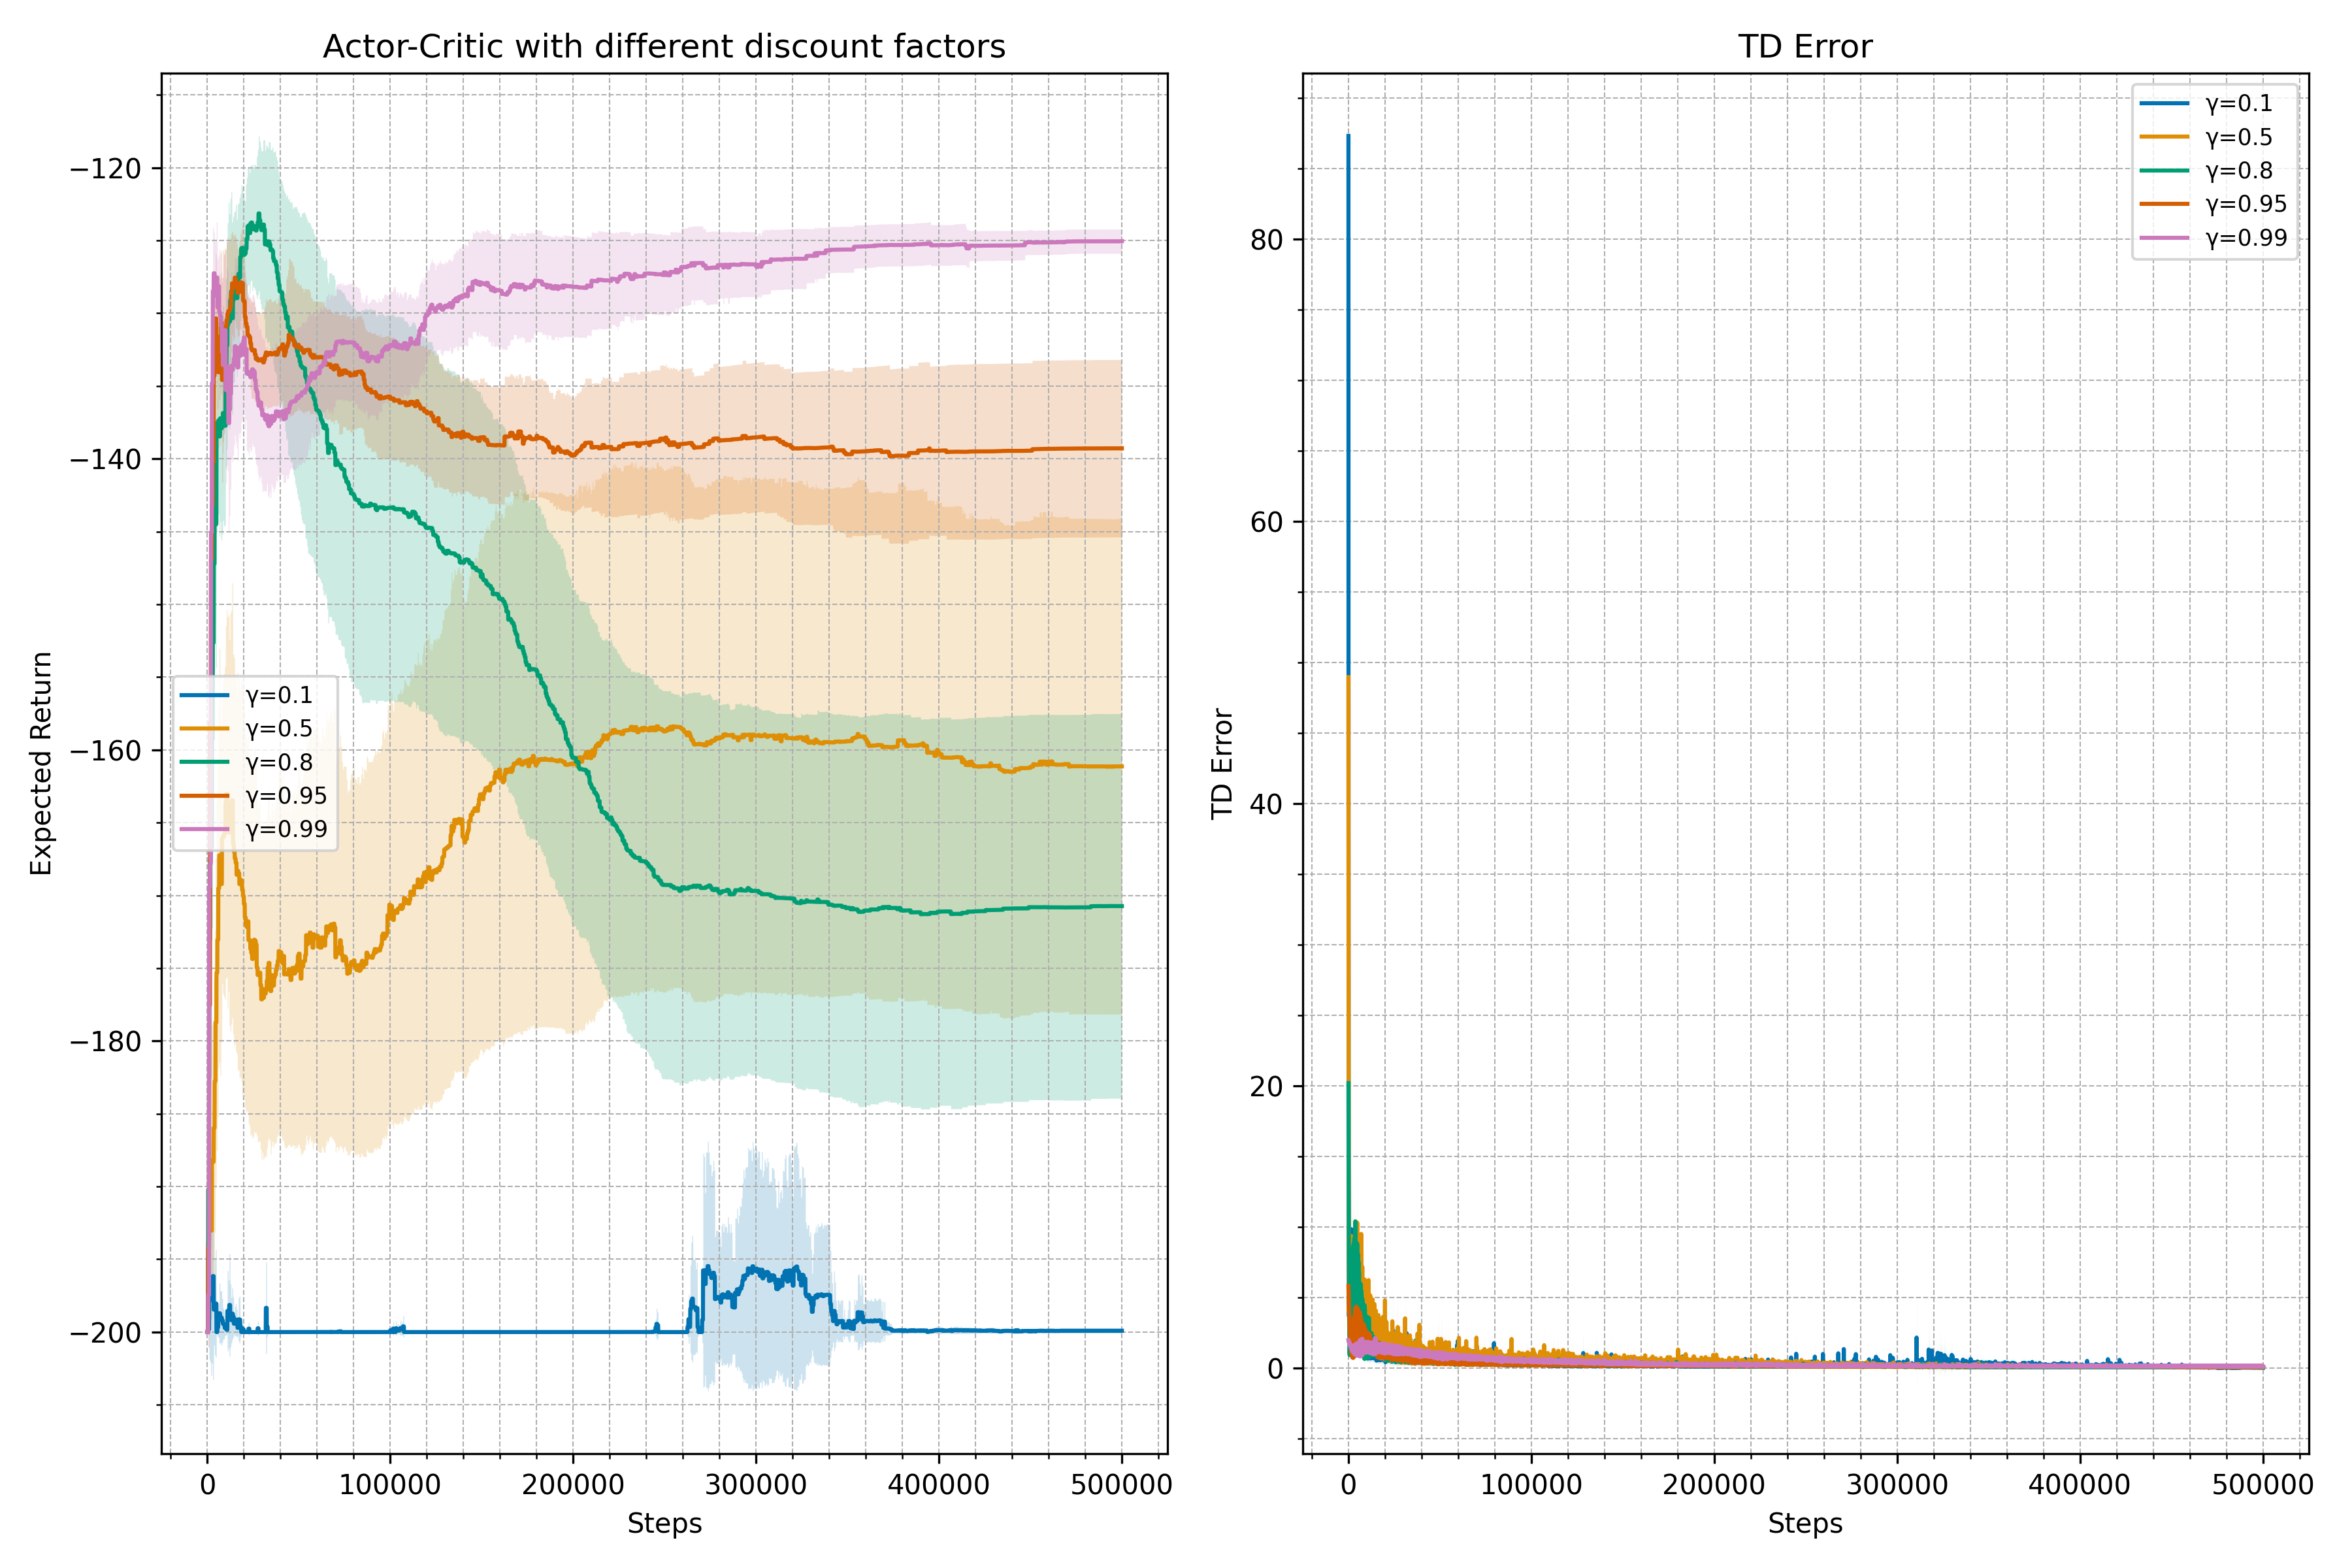 Actor-Critic with different discount factors
Expected Return
−120
−140
−160
−180
−200
γ=0.1
γ=0.5
γ=0.8
γ=0.95
γ=0.99
0 100000 200000 300000 400000 500000
Steps
TD Error
TD Error
80
60
40
20
0
γ=0.1
γ=0.5
γ=0.8
γ=0.95
γ=0.99
0 100000 200000 300000 400000 500000
Steps